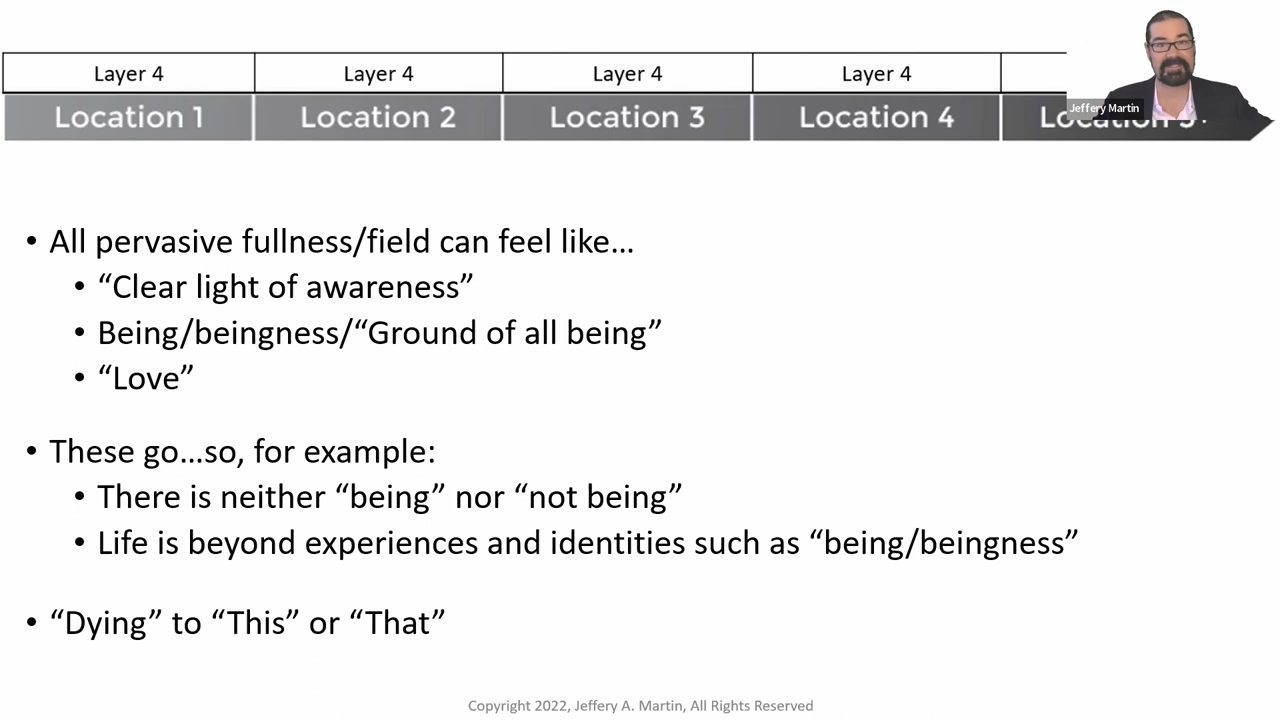 Layer 4 Layer 4 Layer 4 Layer 4
Location 1 Location 2 Location 3 Location 4
Jeffery Martin
• All pervasive fullness/field can feel like…
• “Clear light of awareness”
• Being/beingness/“Ground of all being”
• “Love”
• These go…so, for example:
• There is neither “being” nor “not being”
• Life is beyond experiences and identities such as “being/beingness”
• “Dying” to “This” or “That”
Copyright 2022, Jeffery A. Martin, All Rights Reserved